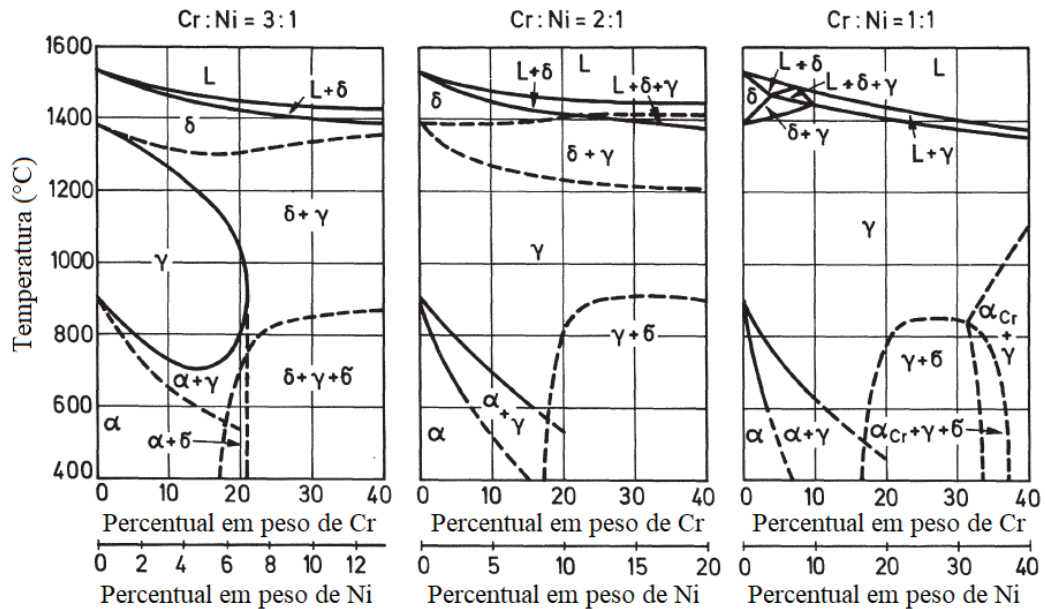 Cr:Ni = 3:1
Cr:Ni = 2:1
Cr:Ni = 1:1
Temperatura (°C)
1600
1400
1200
1000
800
600
400
L
L+δ
δ
δ+γ
γ
α+γ
δ+γ+б
α
α+б
0 10 20 30 40
Percentual em peso de Cr
0 2 4 6 8 10 12
Percentual em peso de Ni
L
L+δ
L+δ+γ
δ
δ+γ
γ
γ+б
α
+
γ
α
0 10 20 30 40
Percentual em peso de Cr
0 5 10 15 20
Percentual em peso de Ni
L+δ
L
L+δ+γ
δ
δ+γ
L+γ
γ
αCr
+
γ
γ+б
αCr+γ+б
α
α+γ
0 10 20 30 40
Percentual em peso de Cr
0 10 20 30 40
Percentual em peso de Ni